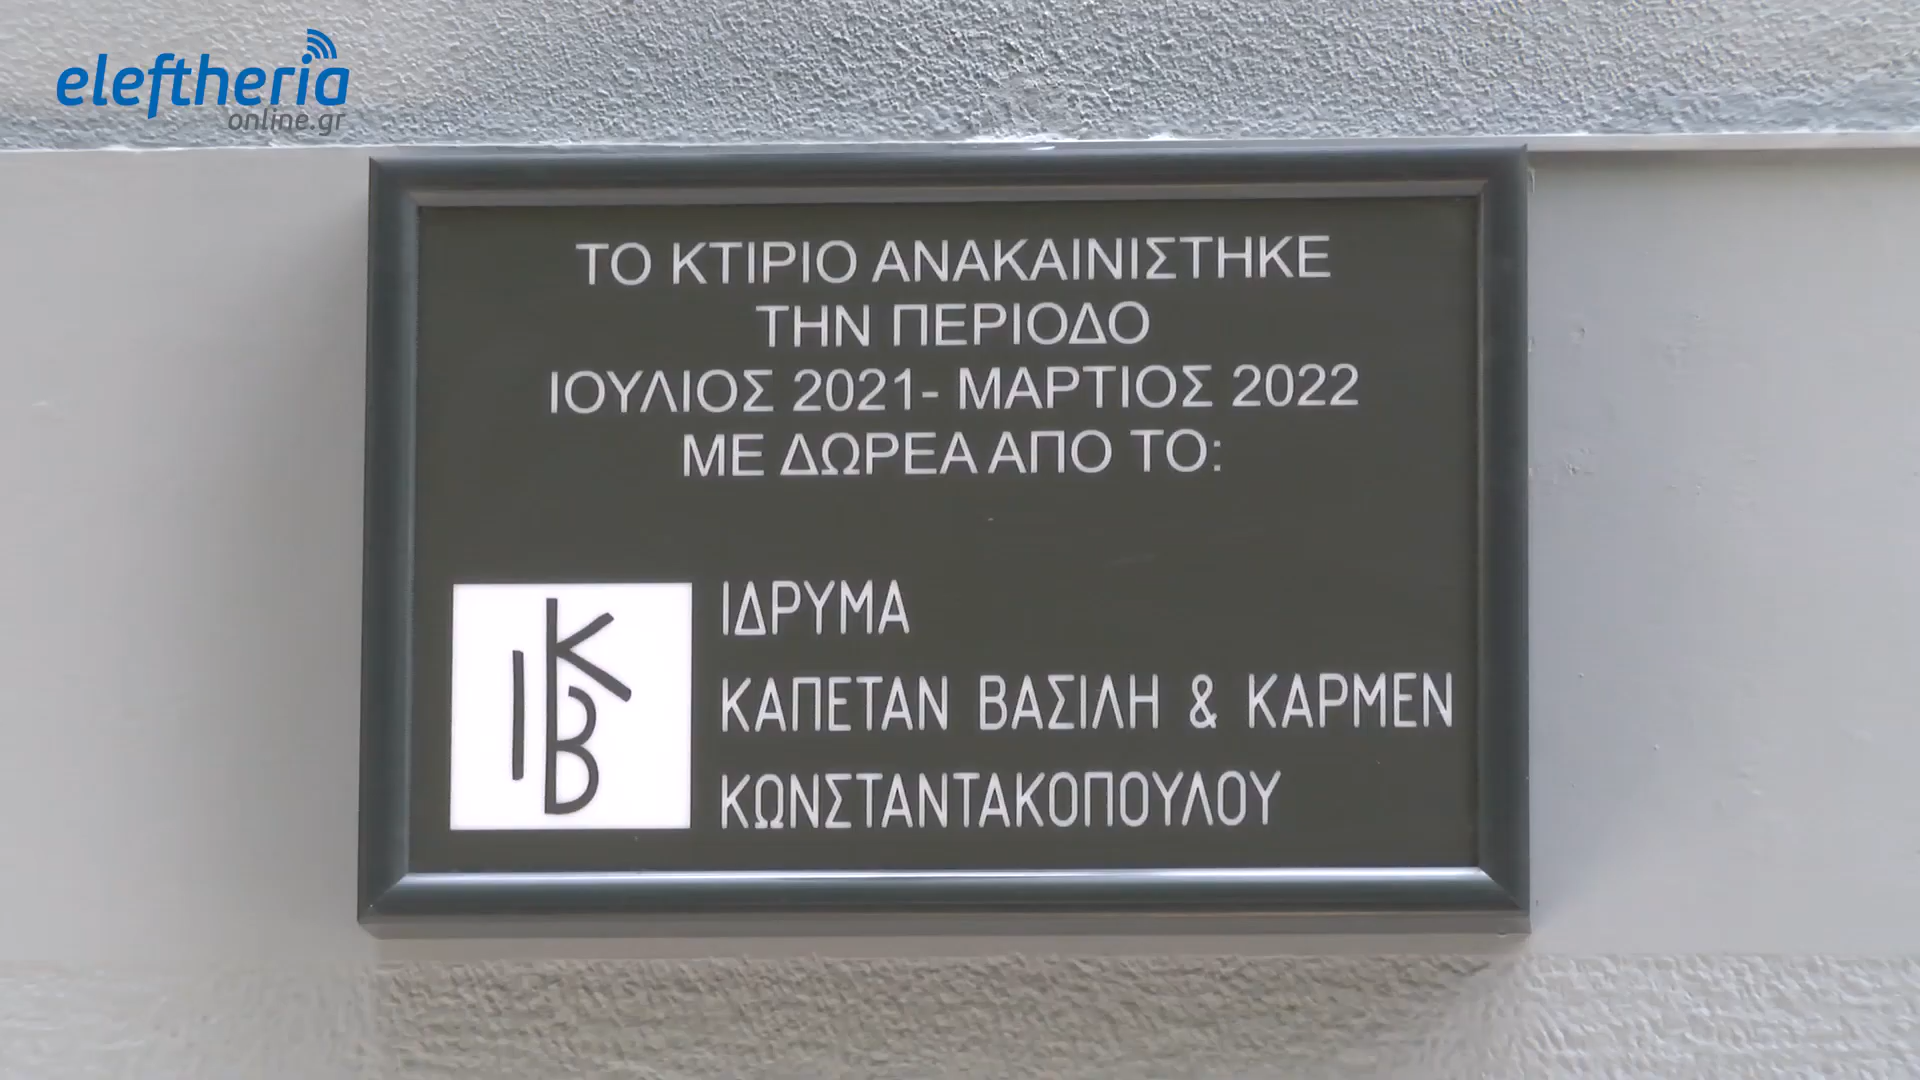 eleftheria
online.gr
ΤΟ ΚΤΙΡΙΟ ΑΝΑΚΑΙΝΙΣΤΗΚΕ
ΤΗΝ ΠΕΡΙΟΔΟ
ΙΟΥΛΙΟΣ 2021- ΜΑΡΤΙΟΣ 2022
ΜΕ ΔΩΡΕΑ ΑΠΟ ΤΟ:
ΙΚΒ
ΙΔΡΥΜΑ
ΚΑΠΕΤΑΝ ΒΑΣΙΛΗ & ΚΑΡΜΕΝ
ΚΩΝΣΤΑΝΤΑΚΟΠΟΥΛΟΥ